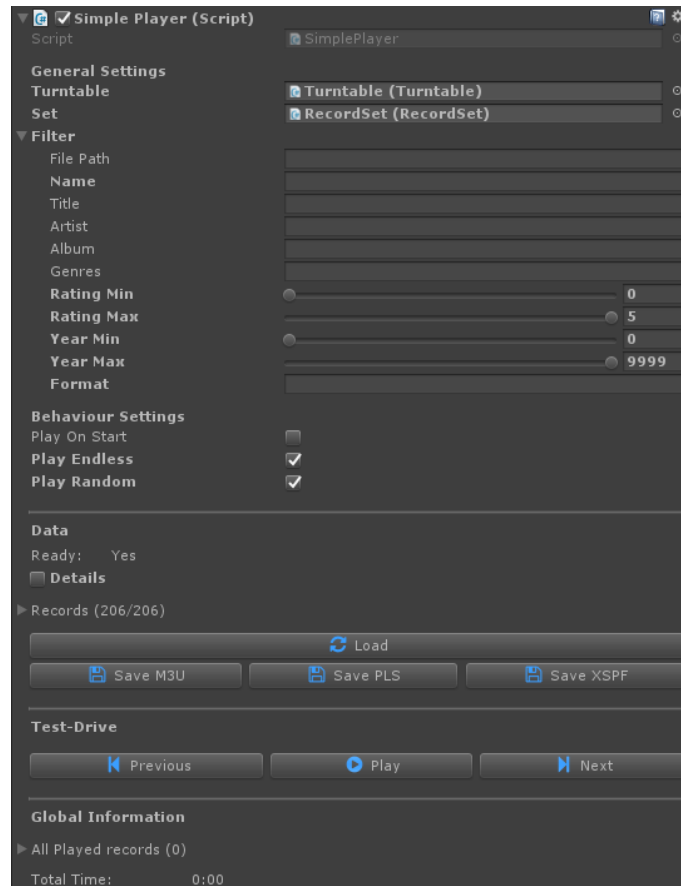 Simple Player (Script)
Script SimplePlayer
General Settings
Turntable Turntable (Turntable)
Set RecordSet (RecordSet)
Filter
File Path
Name
Title
Artist
Album
Genres
Rating Min 0
Rating Max 5
Year Min 0
Year Max 9999
Format
Behaviour Settings
Play On Start
Play Endless
Play Random
Data
Ready: Yes
Details
Records (206/206)
Load
Save M3U Save PLS Save XSPF
Test-Drive
Previous Play Next
Global Information
All Played records (0)
Total Time: 0:00